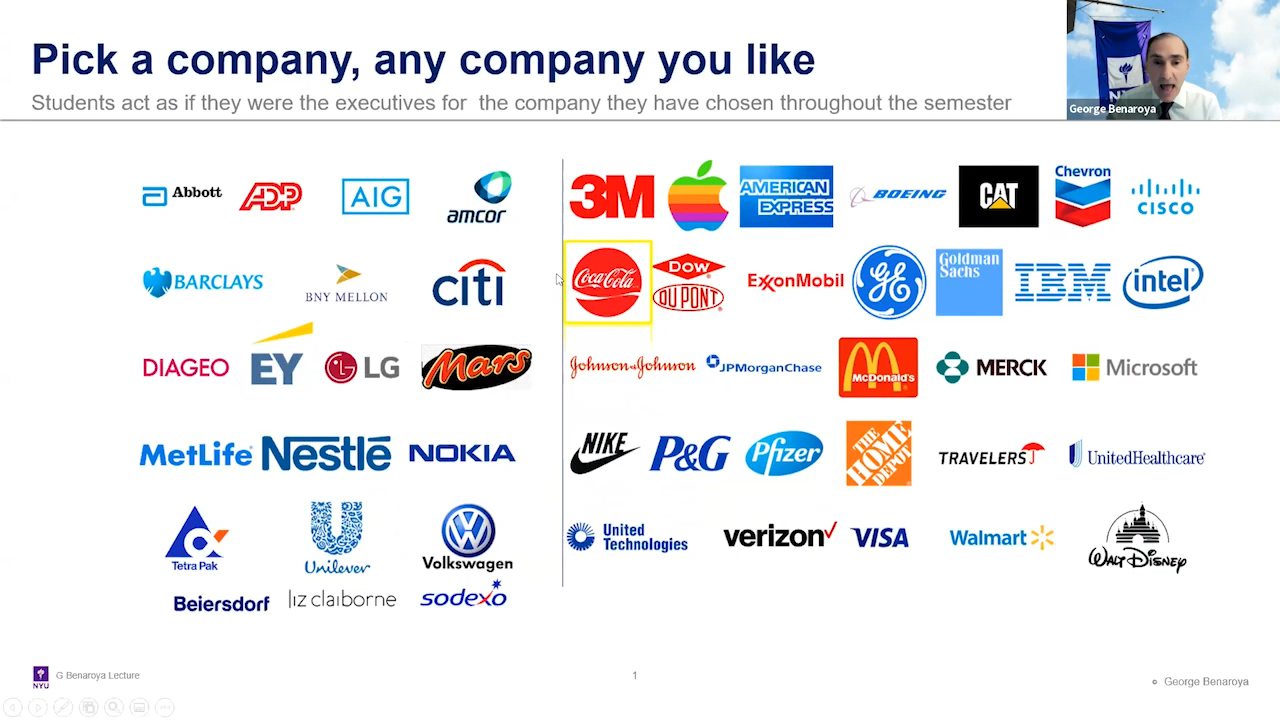 Pick a company, any company you like
Students act as if they were the executives for the company they have chosen throughout the semester
George Benaroya
Abbott
ADP
AIG
amcor
3M
AMERICAN
EXPRESS
BOEING
CAT
Chevron
CISCO
BARCLAYS
BNY MELLON
citi
Coca-Cola
DOW
DU PONT
ExxonMobil
GE
Goldman
Sachs
IBM
intel
DIAGEO
EY
LG
Mars
Johnson & Johnson
JPMorganChase
McDonald's
MERCK
Microsoft
MetLife
Nestlé
NOKIA
NIKE
P&G
Pfizer
THE
HOME
DEPOT
TRAVELERS
UnitedHealthcare
Tetra Pak
Unilever
Volkswagen
United
Technologies
verizon
VISA
Walmart
WALT DISNEY
Beiersdorf
liz claiborne
sodexo
NYU
G Benaroya Lecture
1
© George Benaroya